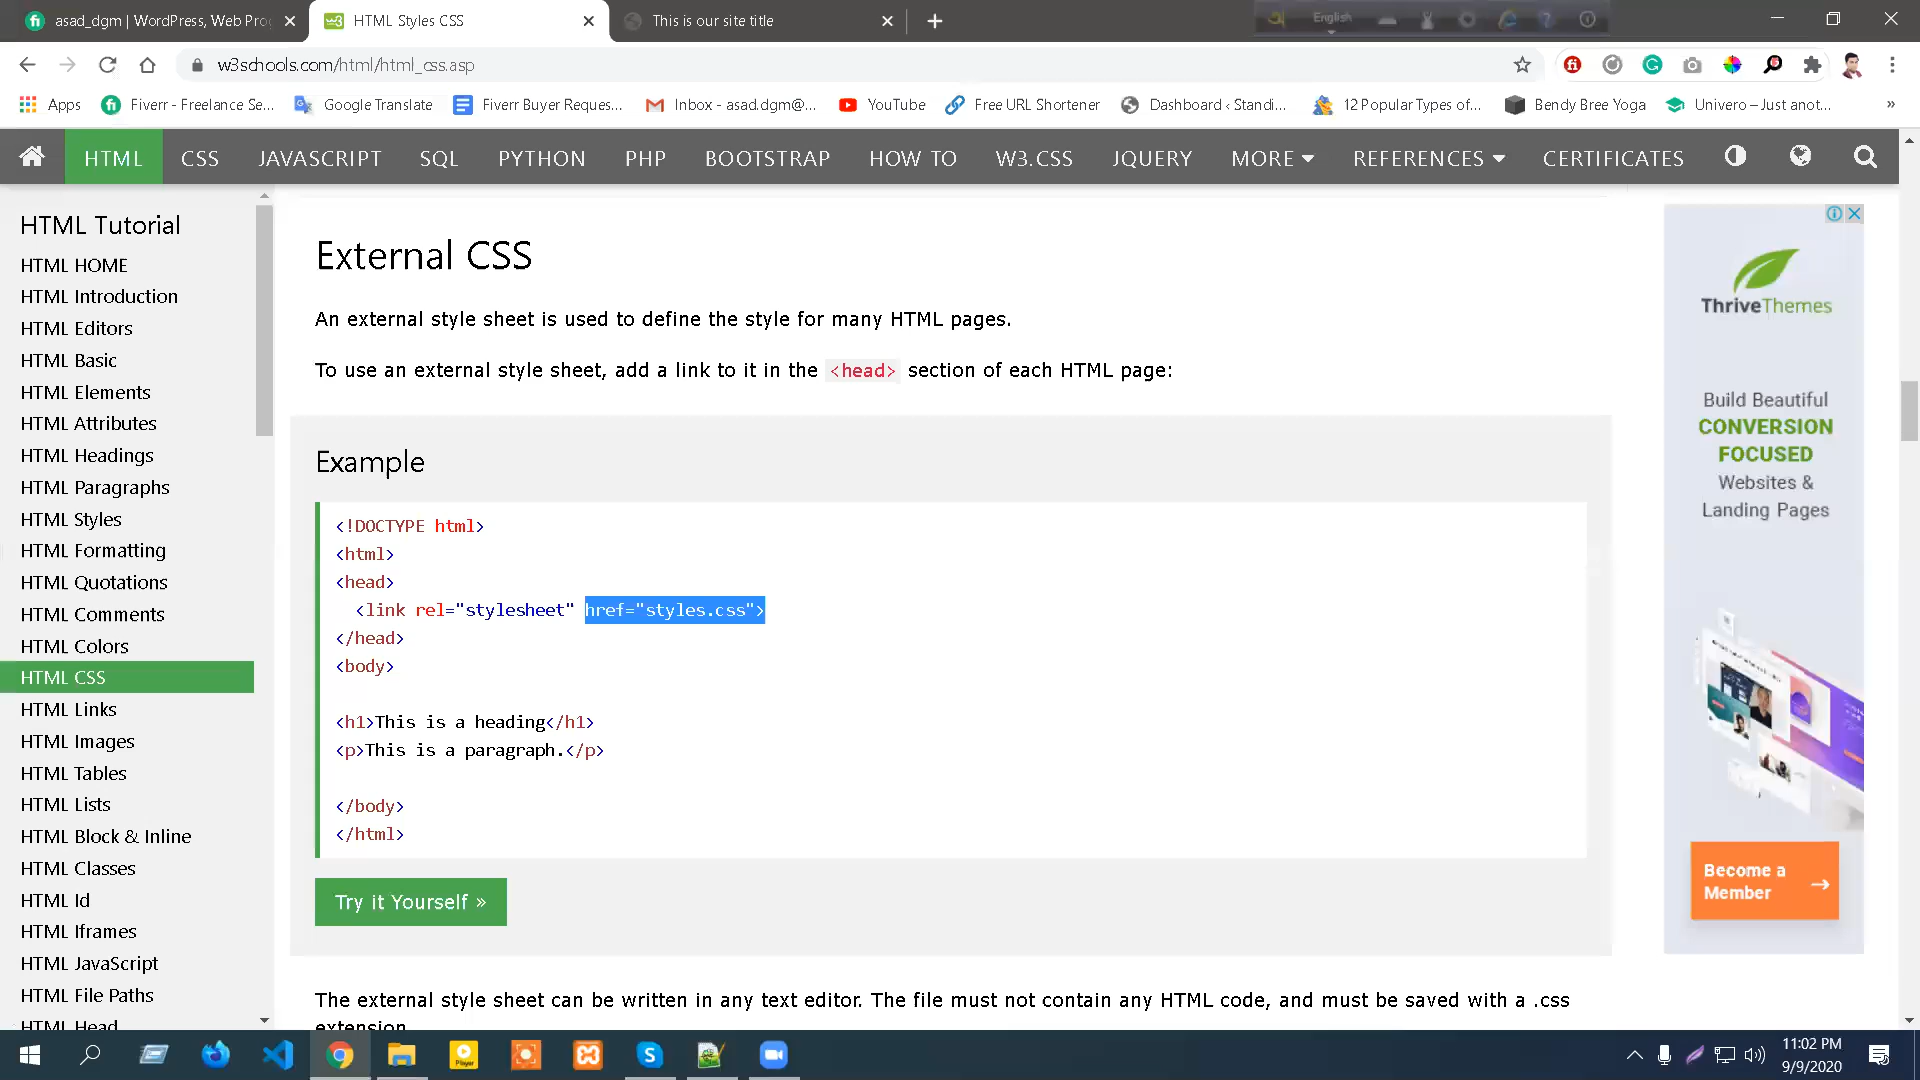 asad_dgm | WordPress, Web Pro
HTML Styles CSS
This is our site title
English
w3schools.com/html/html_css.asp
Apps
Fiverr - Freelance Se...
Google Translate
Fiverr Buyer Reques...
Inbox - asad.dgm@...
YouTube
Free URL Shortener
Dashboard ‹ Standi...
12 Popular Types of...
Bendy Bree Yoga
Univero – Just anot...
»
HTML
CSS
JAVASCRIPT
SQL
PYTHON
PHP
BOOTSTRAP
HOW TO
W3.CSS
JQUERY
MORE
REFERENCES
CERTIFICATES
HTML Tutorial
HTML HOME
HTML Introduction
HTML Editors
HTML Basic
HTML Elements
HTML Attributes
HTML Headings
HTML Paragraphs
HTML Styles
HTML Formatting
HTML Quotations
HTML Comments
HTML Colors
HTML CSS
HTML Links
HTML Images
HTML Tables
HTML Lists
HTML Block & Inline
HTML Classes
HTML Id
HTML Iframes
HTML JavaScript
HTML File Paths
HTML Head
External CSS
An external style sheet is used to define the style for many HTML pages.
To use an external style sheet, add a link to it in the <head> section of each HTML page:
Example
<!DOCTYPE html>
<html>
<head>
<link rel="stylesheet" href="styles.css">
</head>
<body>
<h1>This is a heading</h1>
<p>This is a paragraph.</p>
</body>
</html>
Try it Yourself »
The external style sheet can be written in any text editor. The file must not contain any HTML code, and must be saved with a .css
extension.
ThriveThemes
Build Beautiful
CONVERSION
FOCUSED
Websites &
Landing Pages
Become a
Member
Player
11:02 PM
9/9/2020